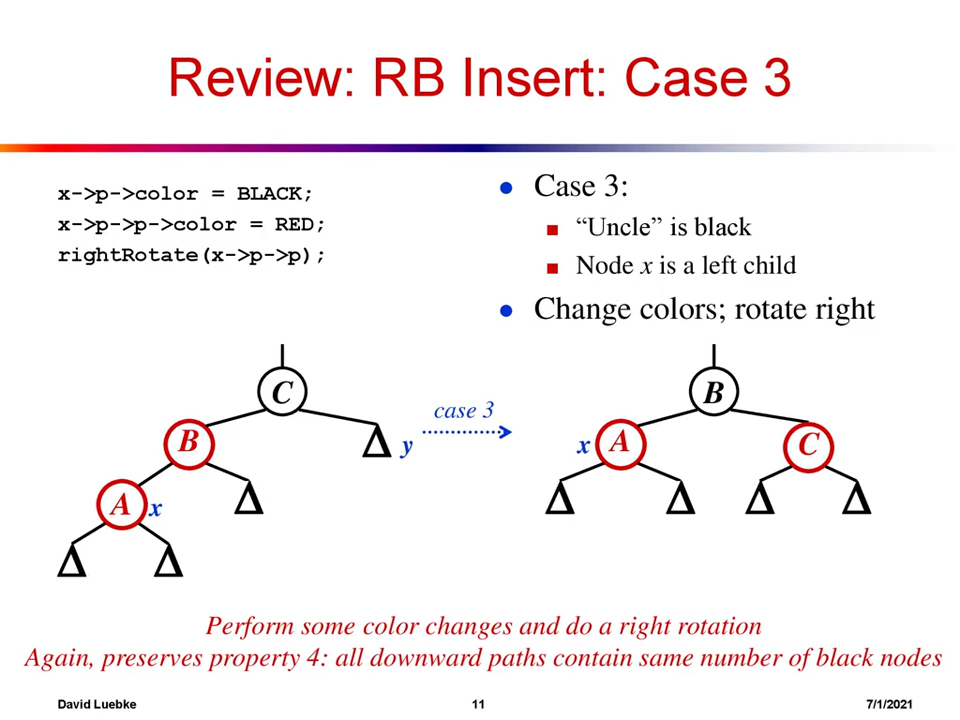 Review: RB Insert: Case 3
x->p->color = BLACK;
x->p->p->color = RED;
rightRotate(x->p->p);
● Case 3:
■ “Uncle” is black
■ Node x is a left child
● Change colors; rotate right
C
B
Δ y
A x
Δ
Δ Δ
case 3
B
x A
C
Δ Δ Δ Δ
Perform some color changes and do a right rotation
Again, preserves property 4: all downward paths contain same number of black nodes
David Luebke 11 7/1/2021